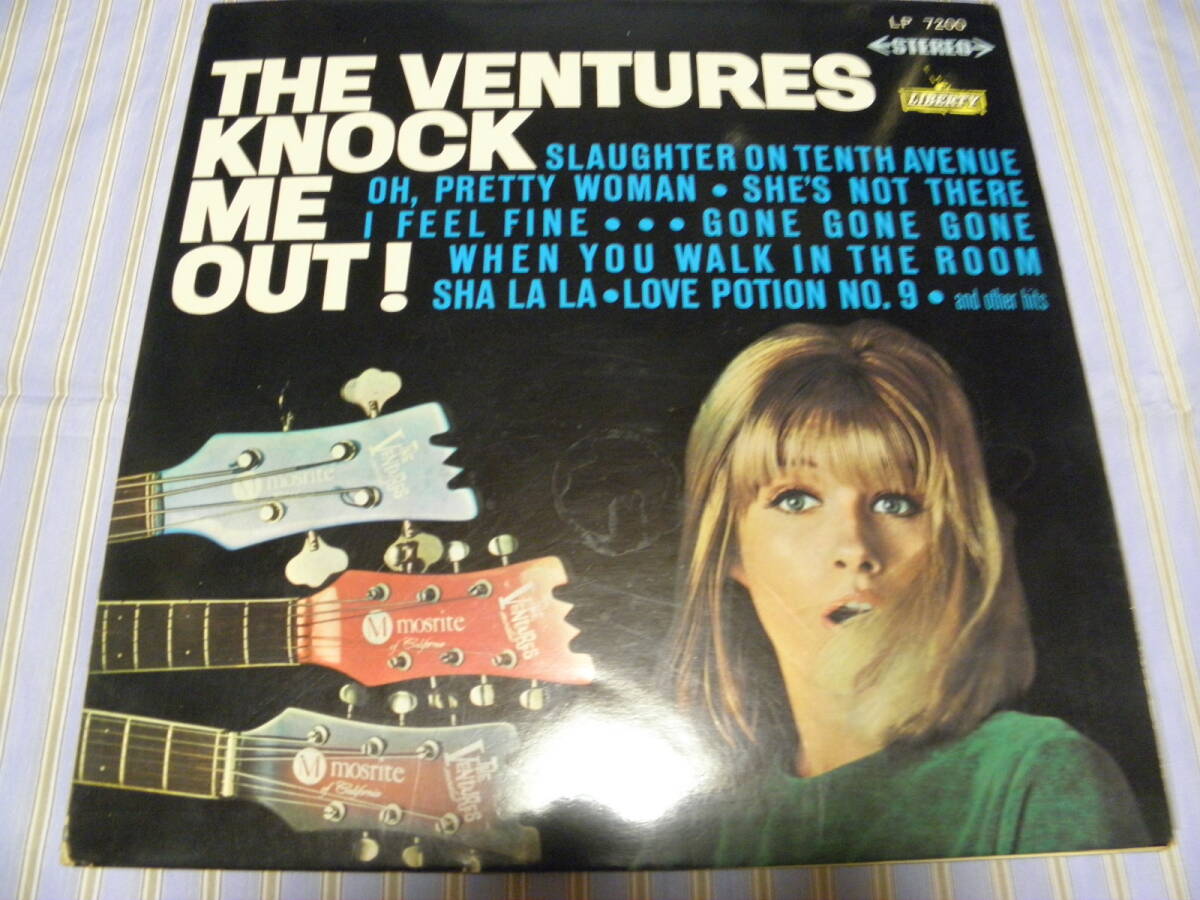 LP 7200
STEREO
LIBERTY
THE VENTURES
KNOCK
ME
OUT!
SLAUGHTER ON TENTH AVENUE
OH, PRETTY WOMAN • SHE'S NOT THERE
I FEEL FINE • • • GONE GONE GONE
WHEN YOU WALK IN THE ROOM
SHA LA LA • LOVE POTION NO. 9 • and other hits
M mosrite
THE VENTURES
M mosrite
of California
THE VENTURES
M mosrite
of California
THE VENTURES